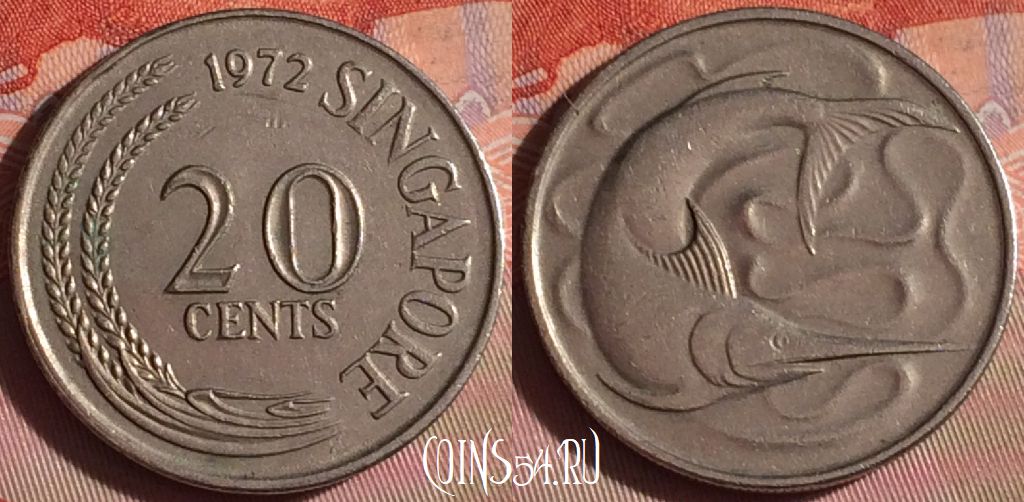 1972 SINGAPORE
20
CENTS
COINS54.RU